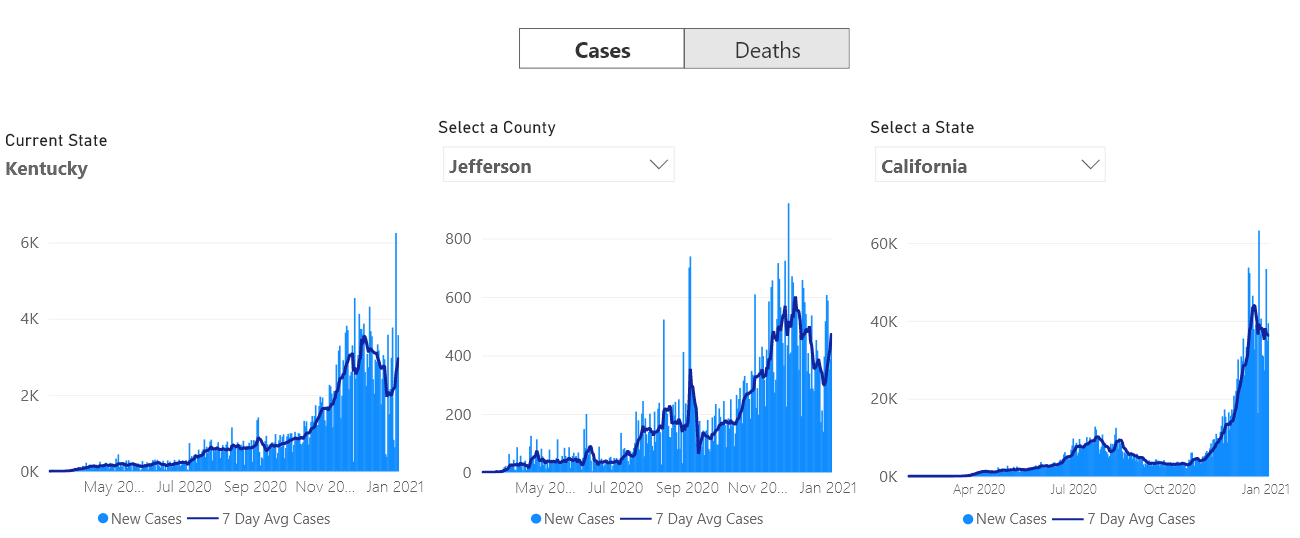 Cases Deaths
Current State
Kentucky
Select a County
Jefferson
Select a State
California
6K
4K
2K
0K
May 20... Jul 2020 Sep 2020 Nov 20... Jan 2021
New Cases 7 Day Avg Cases
800
600
400
200
0
May 20... Jul 2020 Sep 2020 Nov 20... Jan 2021
New Cases 7 Day Avg Cases
60K
40K
20K
0K
Apr 2020 Jul 2020 Oct 2020 Jan 2021
New Cases 7 Day Avg Cases